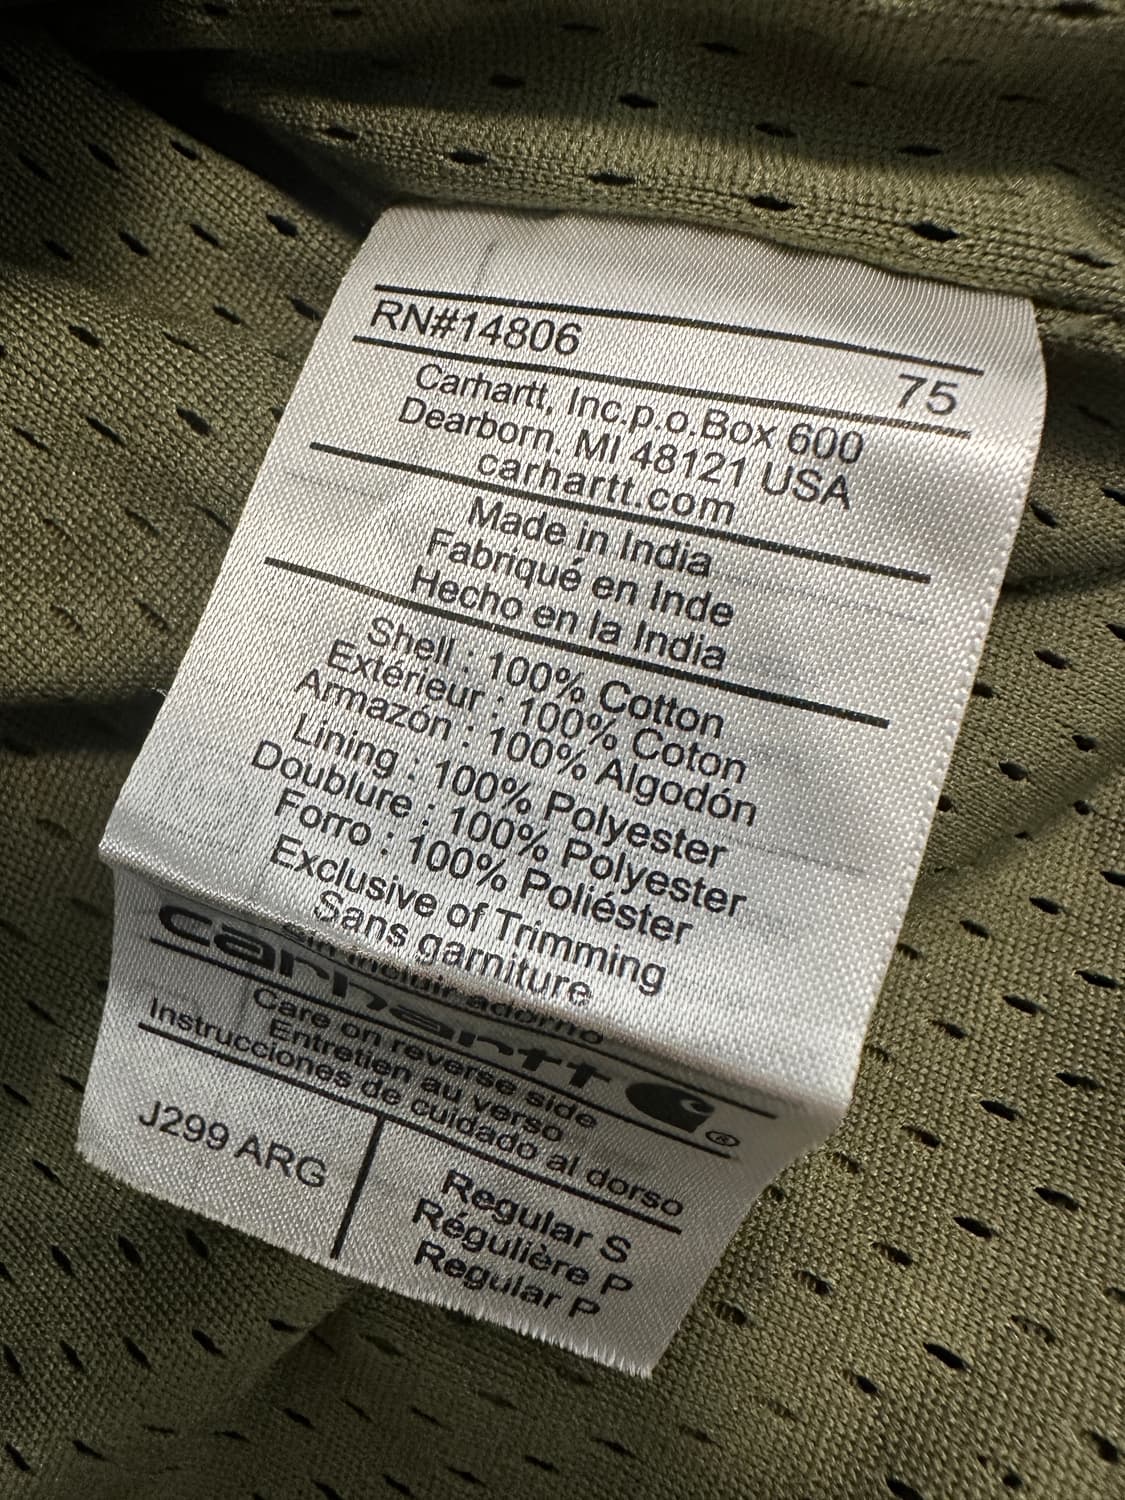 RN#14806
75
Carhartt, Inc.p.o.Box 600
Dearborn, MI 48121 USA
carhartt.com
Made in India
Fabriqué en Inde
Hecho en la India
Shell : 100% Cotton
Extérieur : 100% Coton
Armazón : 100% Algodón
Lining : 100% Polyester
Doublure : 100% Polyester
Forro : 100% Poliéster
Exclusive of Trimming
Sans garniture
Sin incluir adorno
carhartt ®
Care on reverse side
Entretien au verso
Instrucciones de cuidado al dorso
J299 ARG
Regular S
Régulière P
Regular P